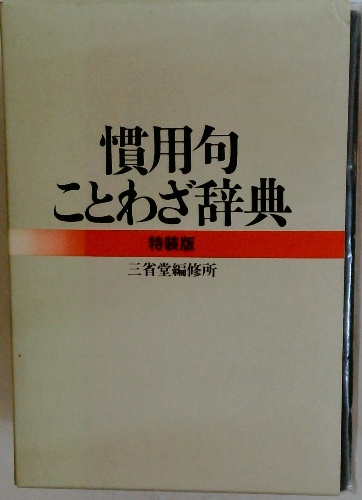 慣用句
ことわざ辞典
特装版
三省堂編修所